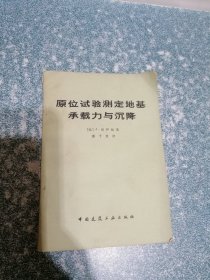 原位试验测定地基
承载力与沉降
中国建筑工业出版社